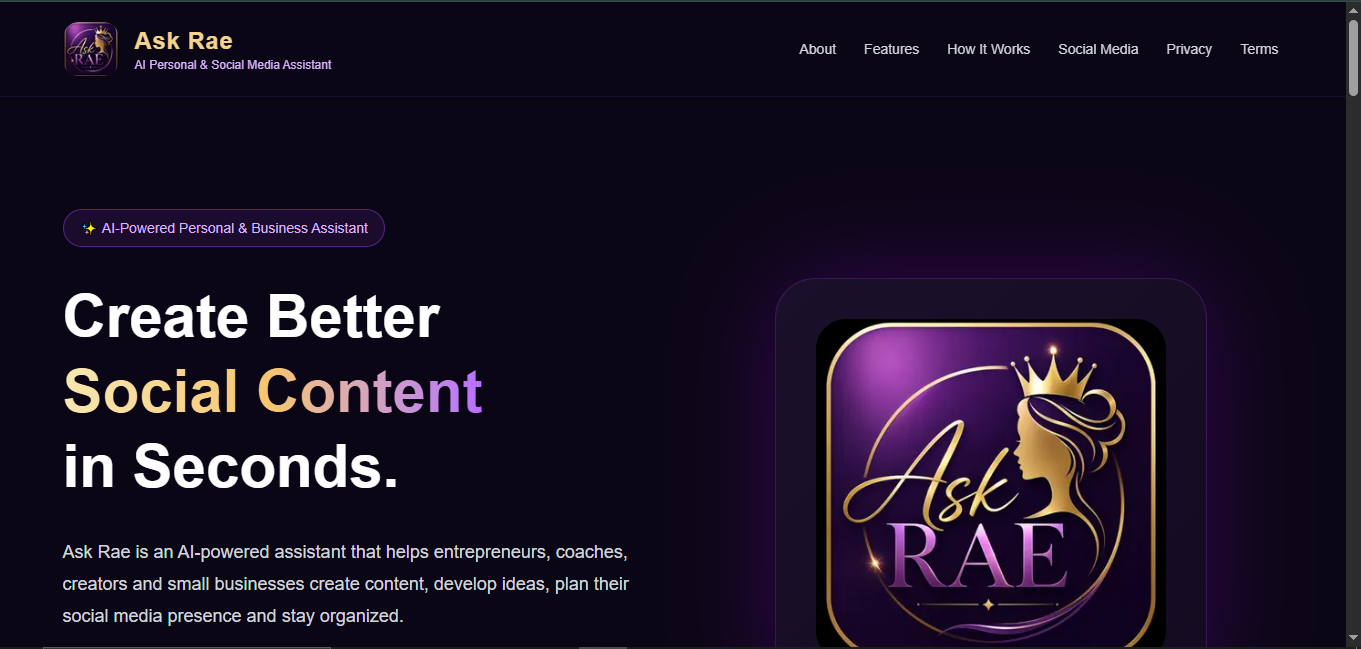 Ask
RAE
Ask Rae
AI Personal & Social Media Assistant
About
Features
How It Works
Social Media
Privacy
Terms
✨ AI-Powered Personal & Business Assistant
Create Better
Social Content
in Seconds.
Ask Rae is an AI-powered assistant that helps entrepreneurs, coaches,
creators and small businesses create content, develop ideas, plan their
social media presence and stay organized.
Ask
RAE